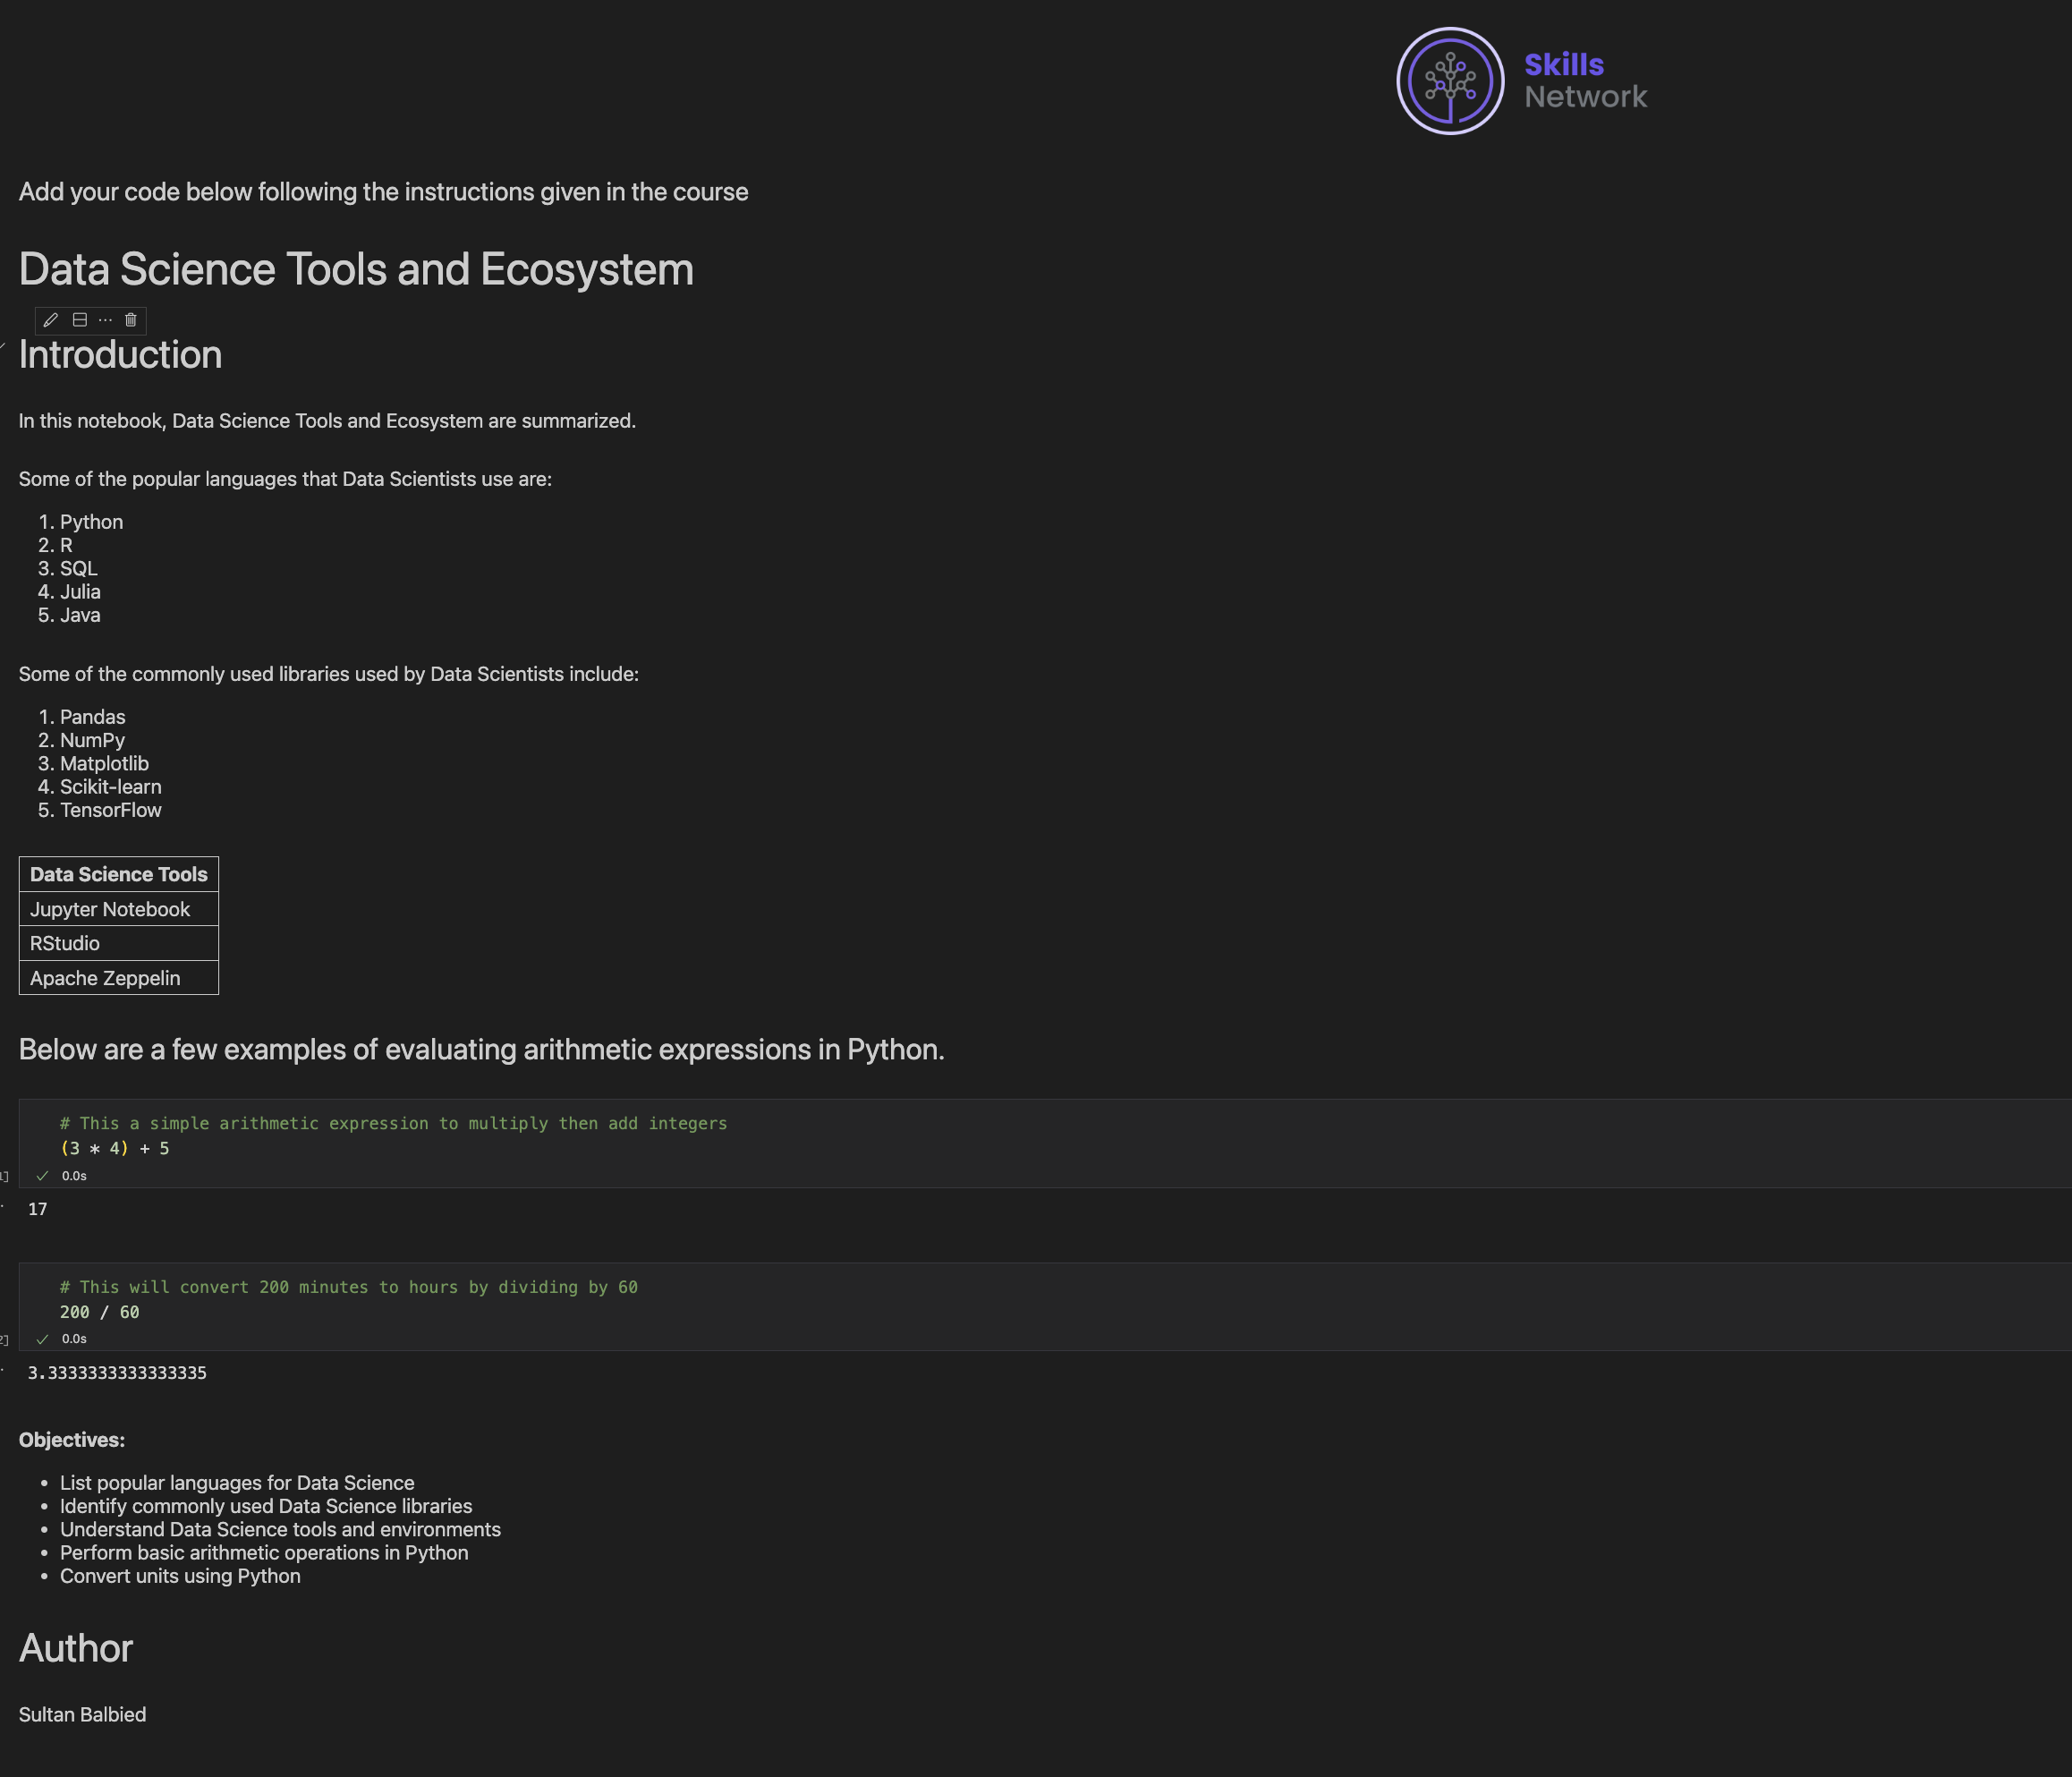 Skills
Network
Add your code below following the instructions given in the course
Data Science Tools and Ecosystem
Introduction
In this notebook, Data Science Tools and Ecosystem are summarized.
Some of the popular languages that Data Scientists use are:
1. Python
2. R
3. SQL
4. Julia
5. Java
Some of the commonly used libraries used by Data Scientists include:
1. Pandas
2. NumPy
3. Matplotlib
4. Scikit-learn
5. TensorFlow
Data Science Tools
Jupyter Notebook
RStudio
Apache Zeppelin
Below are a few examples of evaluating arithmetic expressions in Python.
# This a simple arithmetic expression to multiply then add integers
(3 * 4) + 5
0.0s
17
# This will convert 200 minutes to hours by dividing by 60
200 / 60
0.0s
3.3333333333333335
Objectives:
• List popular languages for Data Science
• Identify commonly used Data Science libraries
• Understand Data Science tools and environments
• Perform basic arithmetic operations in Python
• Convert units using Python
Author
Sultan Balbied